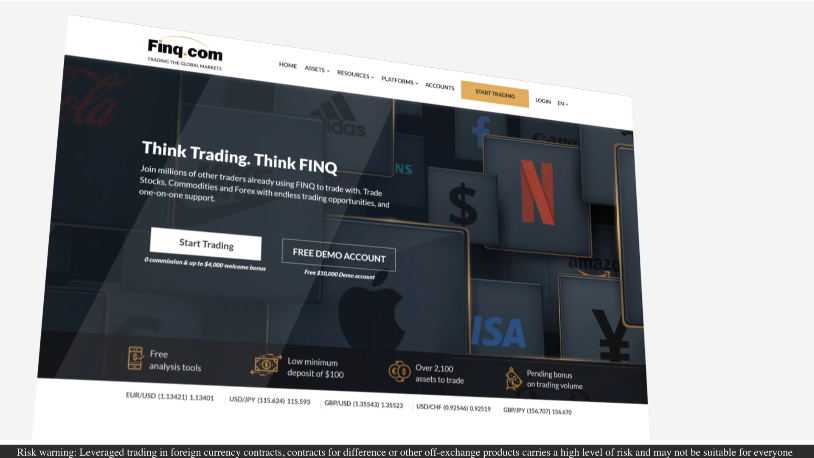 Finq.com
TRADING THE GLOBAL MARKETS
HOME ASSETS RESOURCES PLATFORMS ACCOUNTS START TRADING LOGIN EN
Coca
adidas
Canon
NS
$
N
amazon
VISA
¥
Think Trading. Think FINQ
Join millions of other traders already using FINQ to trade with. Trade
Stocks, Commodities and Forex with endless trading opportunities, and
one-on-one support.
Start Trading
FREE DEMO ACCOUNT
0 commission & up to $4,000 welcome bonus
Free $10,000 Demo account
Free
analysis tools
Low minimum
deposit of $100
Over 2,100
assets to trade
Pending bonus
on trading volume
EUR/USD (1.13421) 1.13401 USD/JPY (115.624) 115.593 GBP/USD (1.35543) 1.35523 USD/CHF (0.92546) 0.92519 GBP/JPY (156.707) 156.670
Risk warning: Leveraged trading in foreign currency contracts, contracts for difference or other off-exchange products carries a high level of risk and may not be suitable for everyone